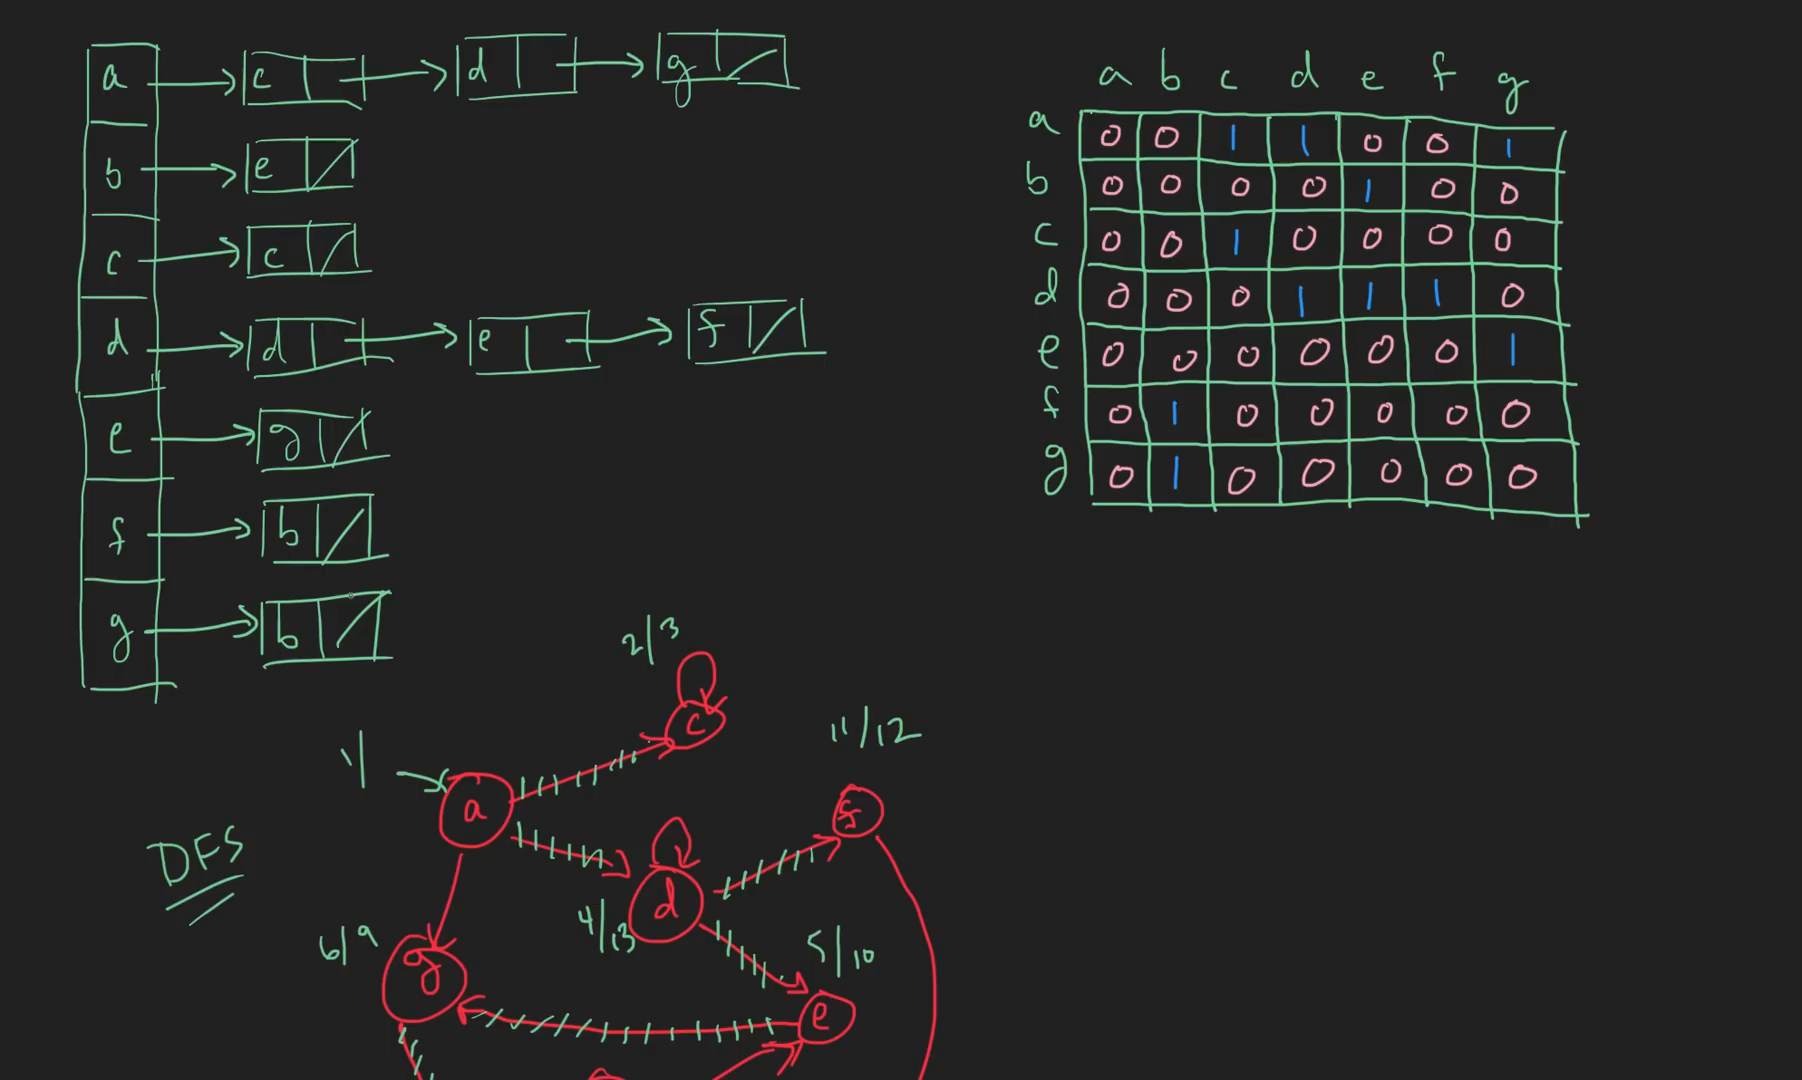 a c d g
b e
c c
d d e f
e g
f b
g b
a b c d e f g
a 0 0 1 1 0 0 1
b 0 0 0 0 1 0 0
c 0 0 1 0 0 0 0
d 0 0 0 1 1 1 0
e 0 0 0 0 0 0 1
f 0 1 0 0 0 0 0
g 0 1 0 0 0 0 0
2/3
c
11/12
1/
a
f
DFS
d
4/13
6/9
g
5/10
e